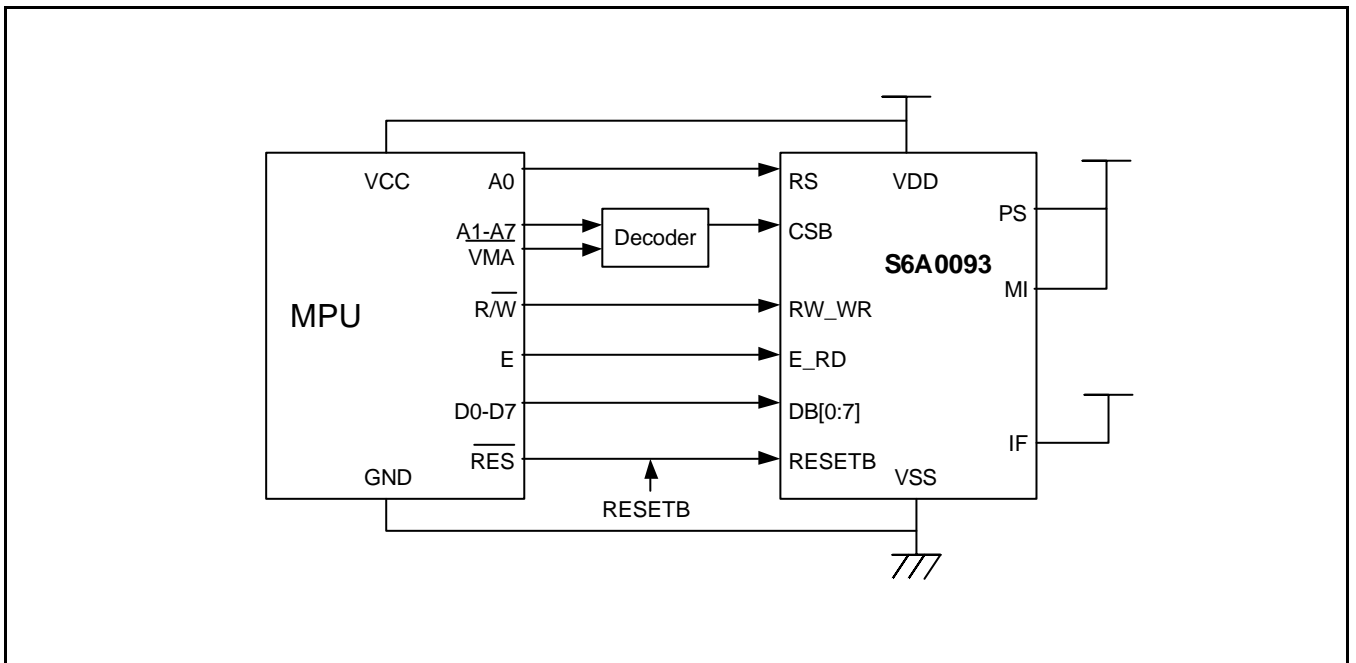 VCC
A0
A1-A7
VMA
MPU
R/W
E
D0-D7
RES
GND
Decoder
RESETB
RS
VDD
CSB
PS
S6A0093
MI
RW_WR
E_RD
DB[0:7]
IF
RESETB
VSS